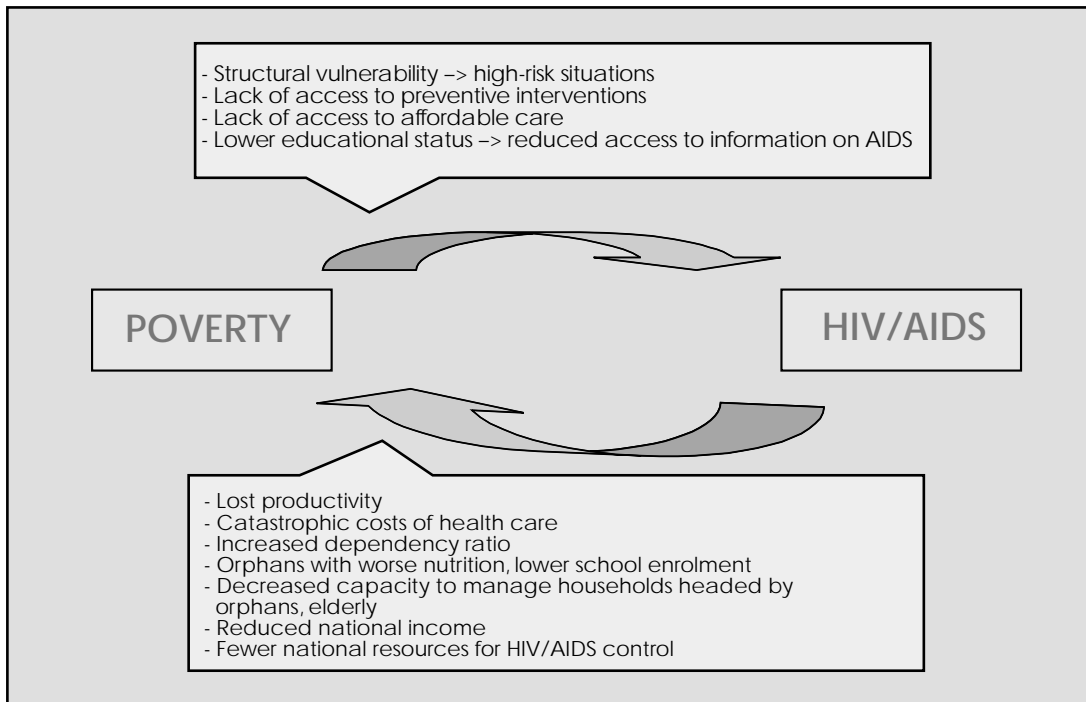 - Structural vulnerability –> high-risk situations
- Lack of access to preventive interventions
- Lack of access to affordable care
- Lower educational status –> reduced access to information on AIDS
POVERTY
HIV/AIDS
- Lost productivity
- Catastrophic costs of health care
- Increased dependency ratio
- Orphans with worse nutrition, lower school enrolment
- Decreased capacity to manage households headed by
orphans, elderly
- Reduced national income
- Fewer national resources for HIV/AIDS control